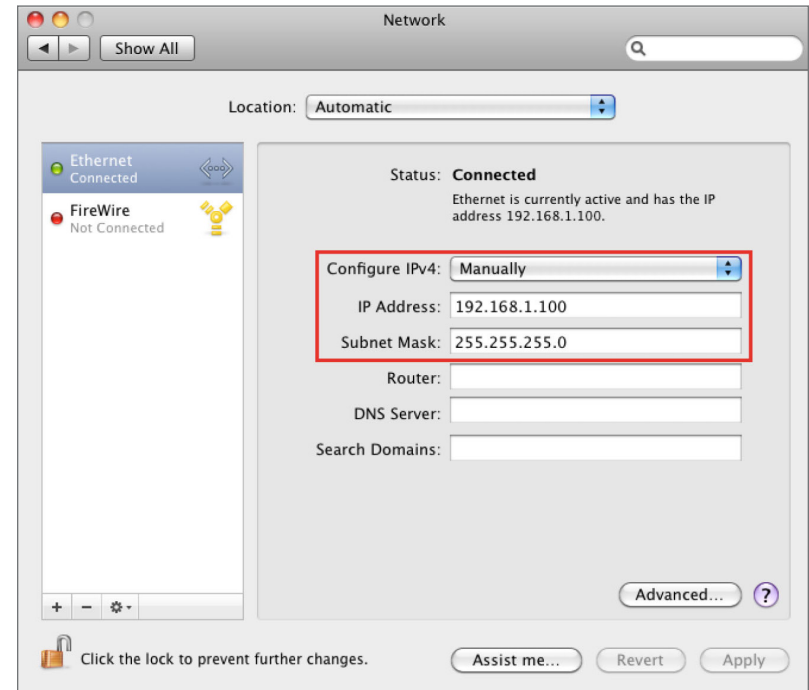 Network
Show All
Location: Automatic
Ethernet
Connected
FireWire
Not Connected
Status: Connected
Ethernet is currently active and has the IP
address 192.168.1.100.
Configure IPv4: Manually
IP Address: 192.168.1.100
Subnet Mask: 255.255.255.0
Router:
DNS Server:
Search Domains:
Advanced... ?
Click the lock to prevent further changes.
Assist me... Revert Apply